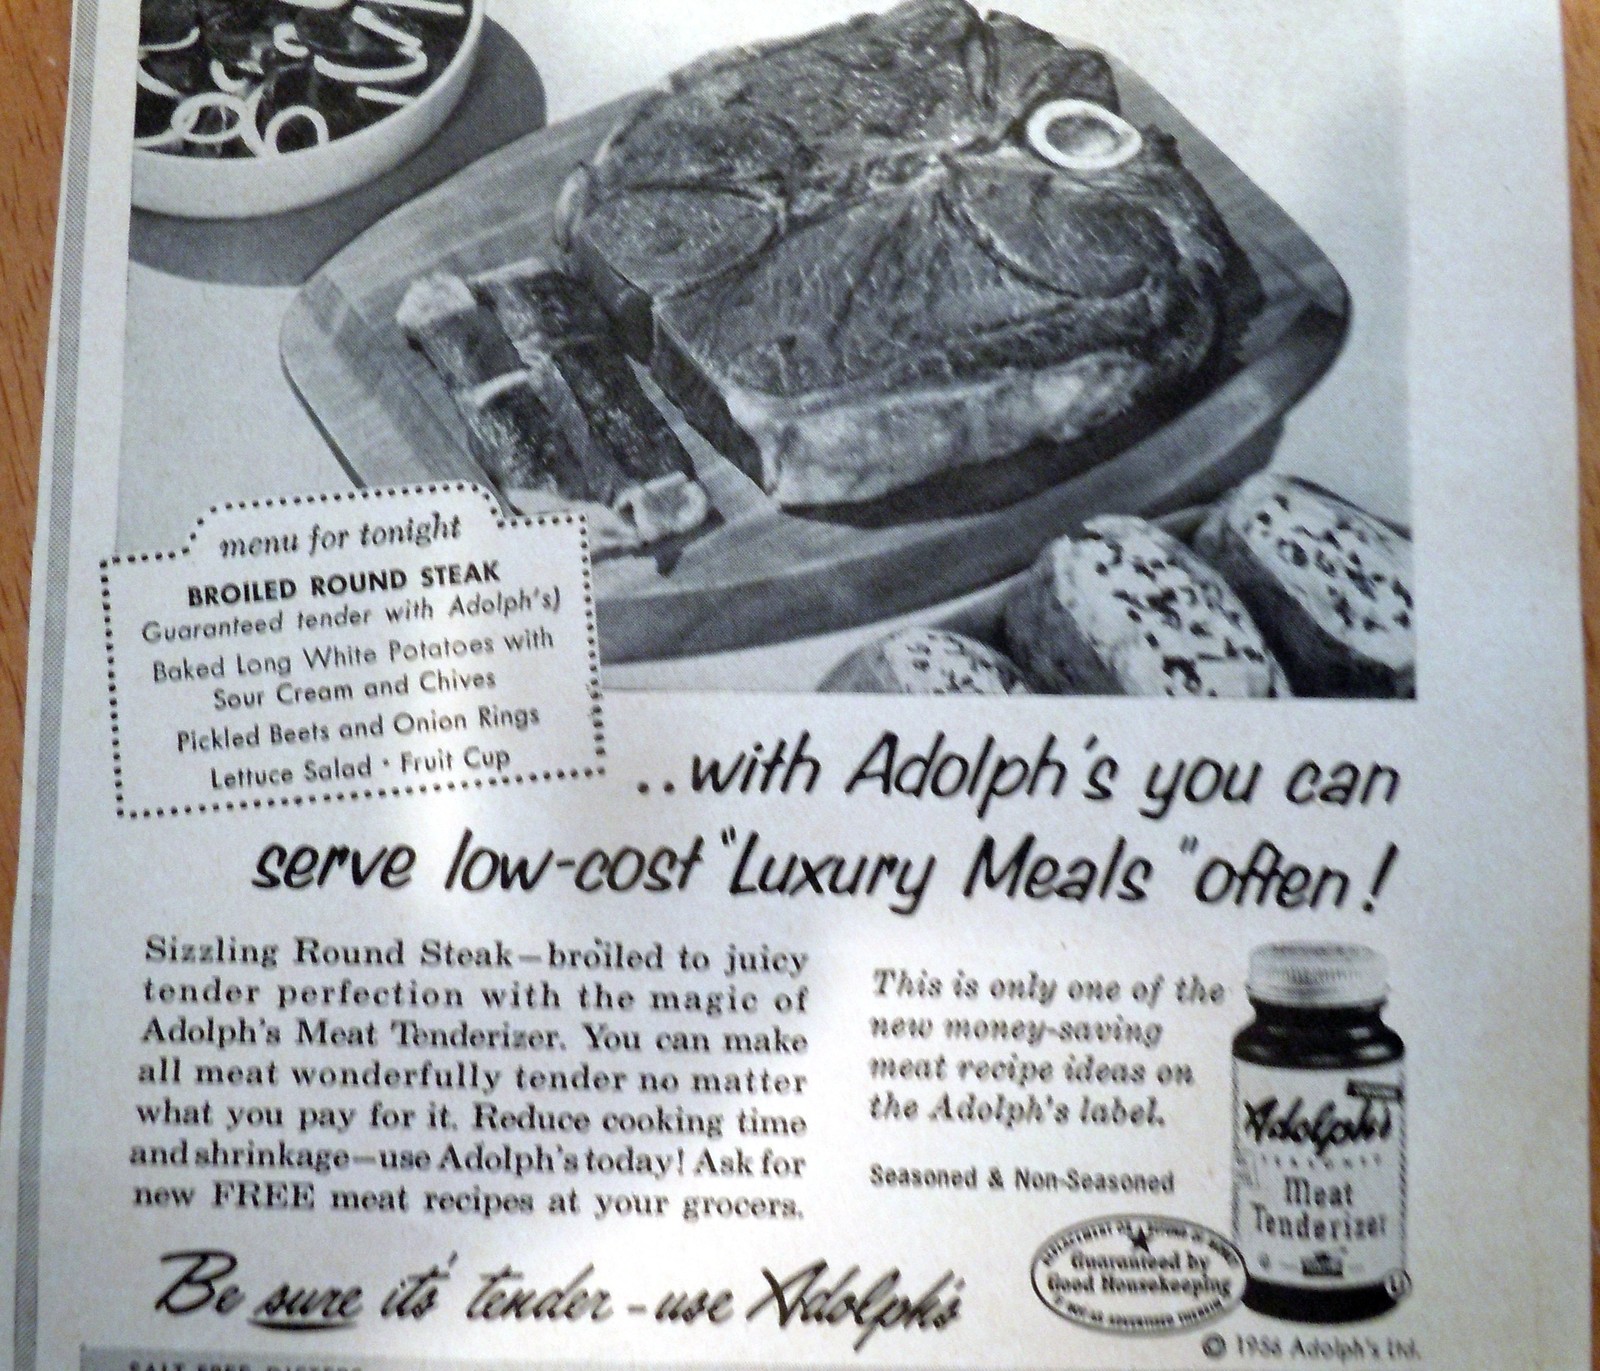 menu for tonight
BROILED ROUND STEAK
Guaranteed tender with Adolph's)
Baked Long White Potatoes with
Sour Cream and Chives
Pickled Beets and Onion Rings
Lettuce Salad • Fruit Cup
..with Adolph's you can
serve low-cost "Luxury Meals" often!
Sizzling Round Steak—broiled to juicy
tender perfection with the magic of
Adolph's Meat Tenderizer. You can make
all meat wonderfully tender no matter
what you pay for it. Reduce cooking time
and shrinkage—use Adolph's today! Ask for
new FREE meat recipes at your grocers.
This is only one of the
new money-saving
meat recipe ideas on
the Adolph's label.
Seasoned & Non-Seasoned
Adolph's
Meat
Tenderizer
Guaranteed by
Good Housekeeping
Be sure it's tender - use Adolph's
© 1956 Adolph's Ltd.